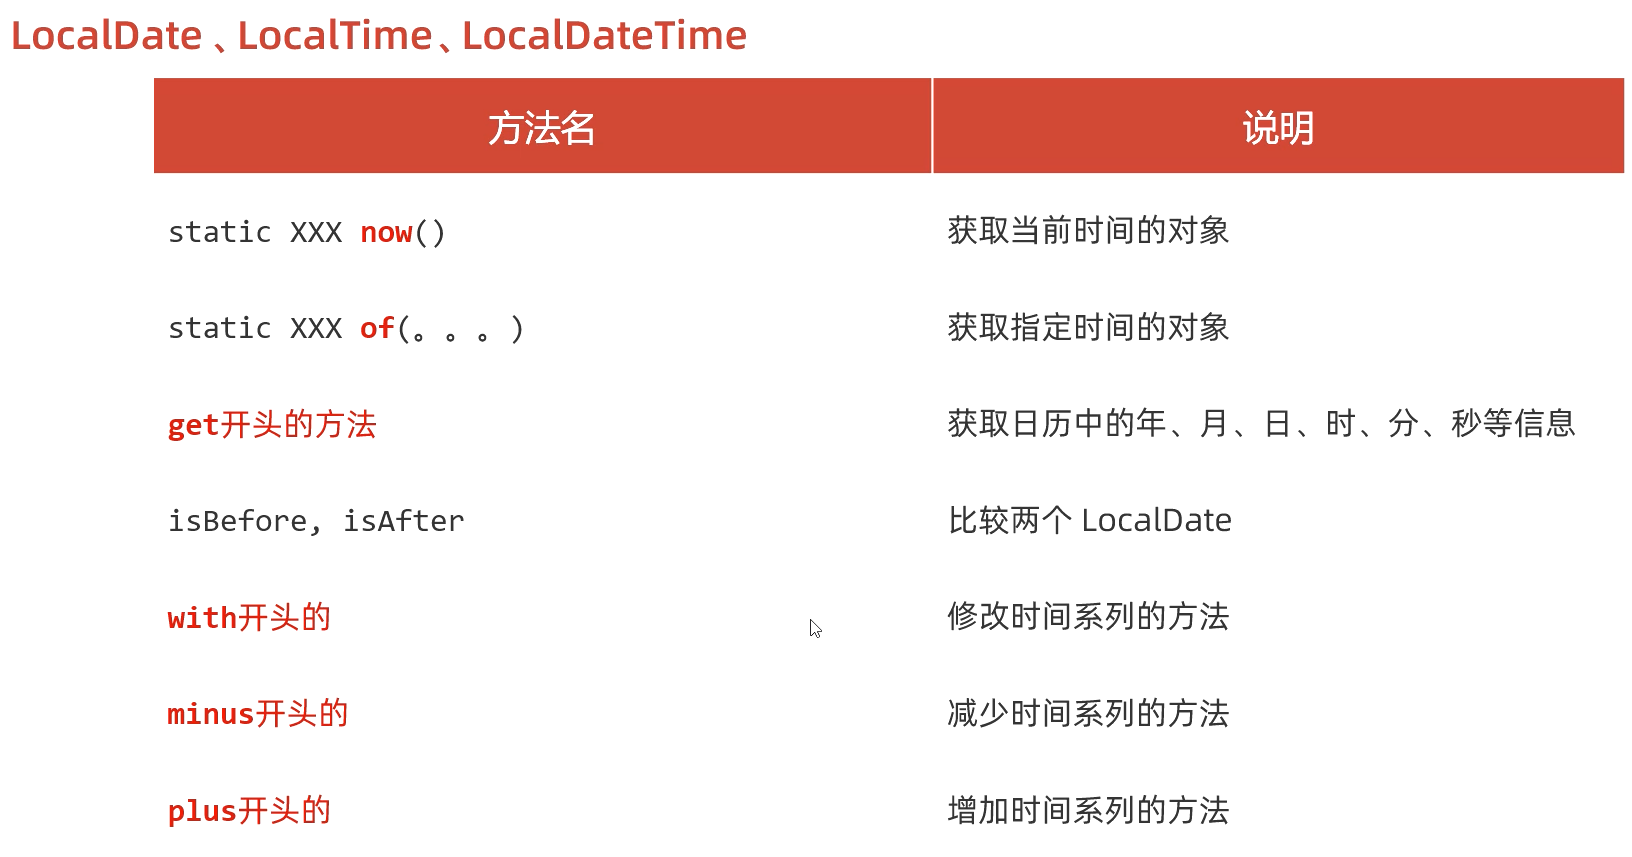 LocalDate 、LocalTime、LocalDateTime
方法名 说明
static XXX now() 获取当前时间的对象
static XXX of(。。。) 获取指定时间的对象
get开头的方法 获取日历中的年、月、日、时、分、秒等信息
isBefore, isAfter 比较两个 LocalDate
with开头的 修改时间系列的方法
minus开头的 减少时间系列的方法
plus开头的 增加时间系列的方法